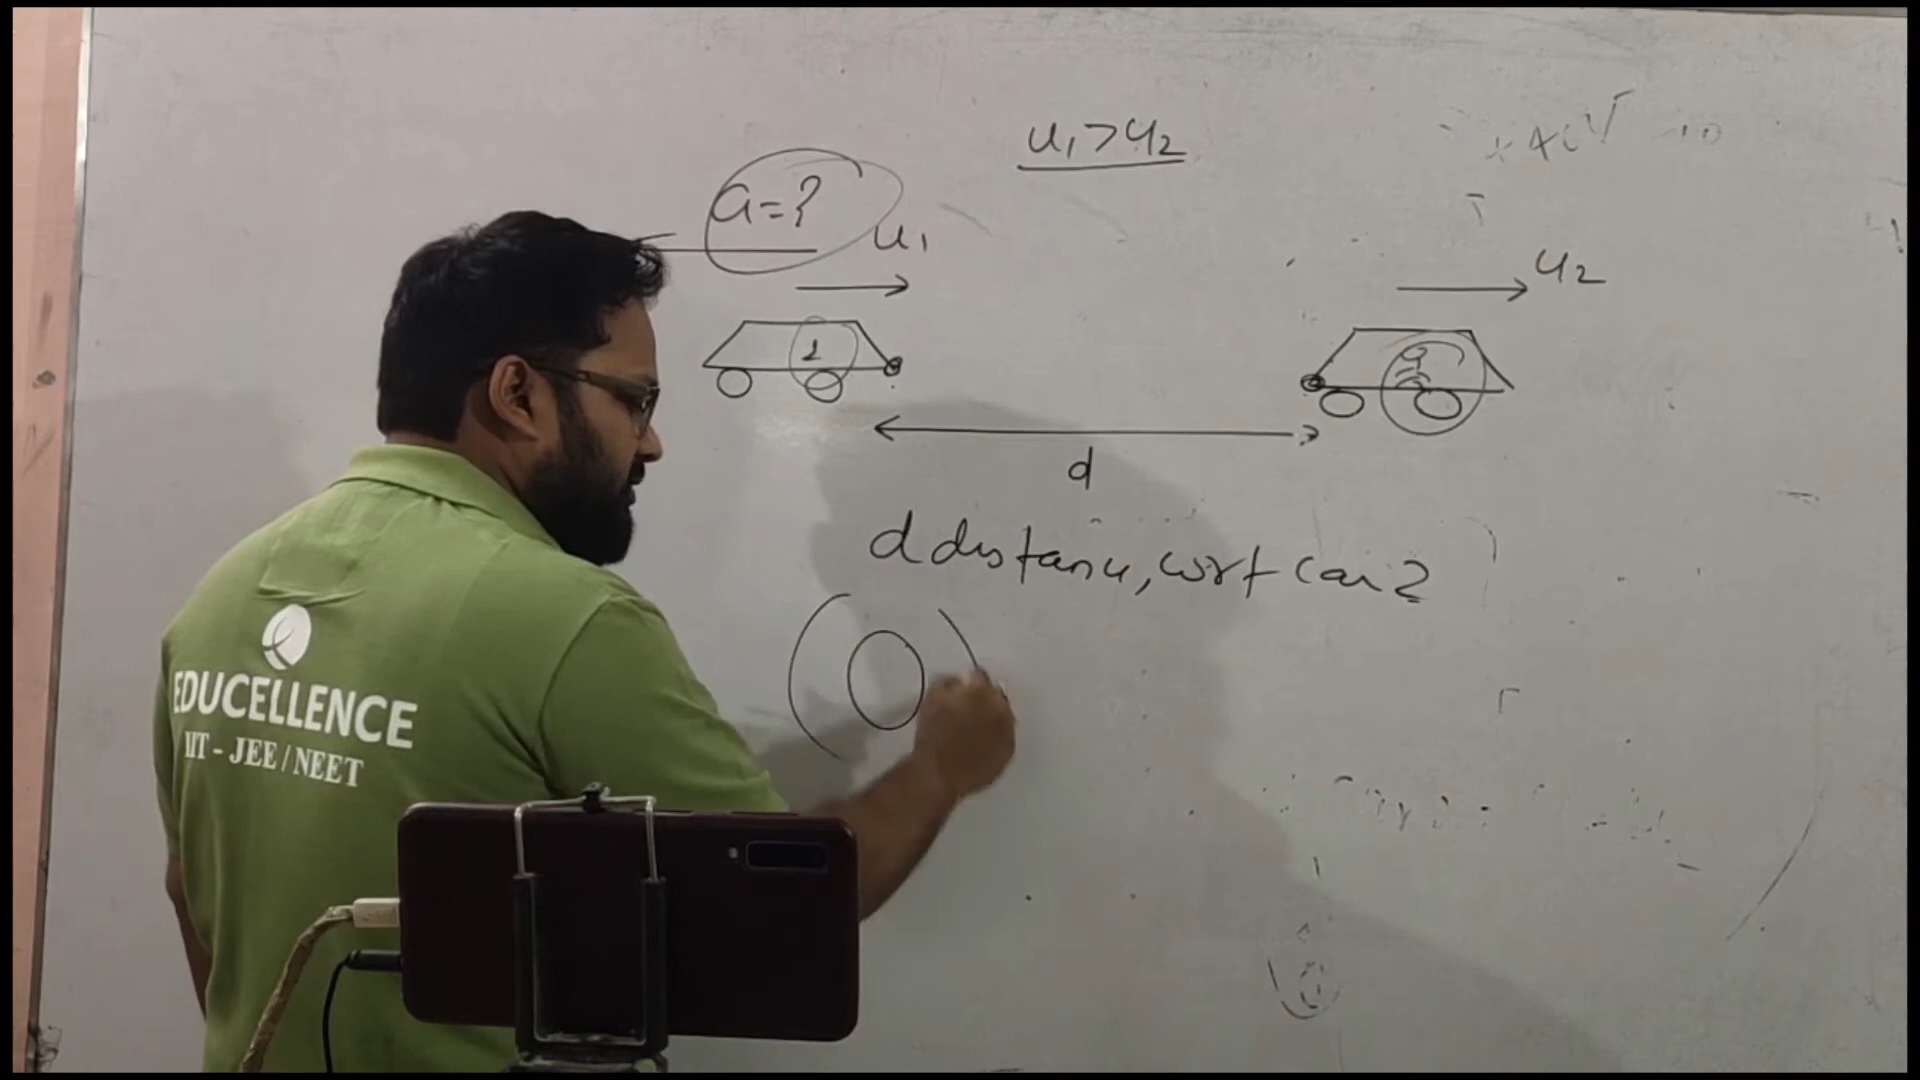 u₁>u₂
a=?
u₁
u₂
1
2
d
d distance, wrt car 2
EDUCELLENCE
IIT - JEE / NEET